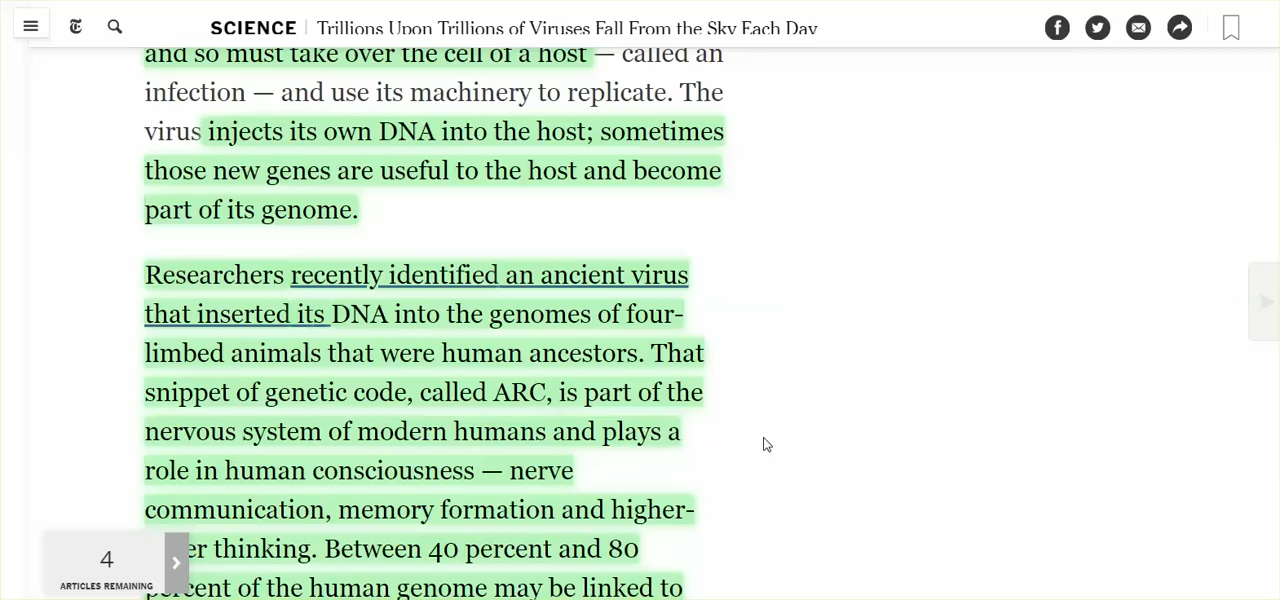 SCIENCE | Trillions Upon Trillions of Viruses Fall From the Sky Each Day
and so must take over the cell of a host — called an
infection — and use its machinery to replicate. The
virus injects its own DNA into the host; sometimes
those new genes are useful to the host and become
part of its genome.
Researchers recently identified an ancient virus
that inserted its DNA into the genomes of four-
limbed animals that were human ancestors. That
snippet of genetic code, called ARC, is part of the
nervous system of modern humans and plays a
role in human consciousness — nerve
communication, memory formation and higher-
er thinking. Between 40 percent and 80
percent of the human genome may be linked to
4
ARTICLES REMAINING